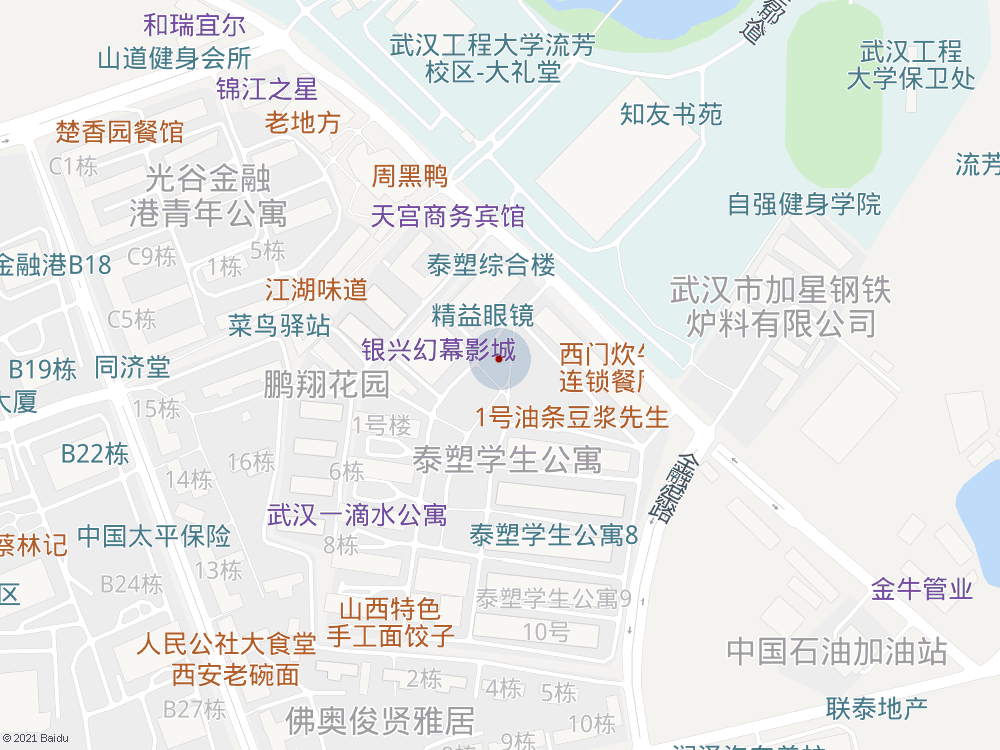 和瑞宜尔
山道健身会所
武汉工程大学流芳
校区-大礼堂
武汉工程
大学保卫处
锦江之星
老地方
知友书苑
楚香园餐馆
C1栋
光谷金融
港青年公寓
周黑鸭
流芳
自强健身学院
天宫商务宾馆
C9栋
5栋
1栋
金融港B18
泰塑综合楼
江湖味道
武汉市加星钢铁
炉料有限公司
C5栋
菜鸟驿站
精益眼镜
银兴幻幕影城
西门炊牛
连锁餐厅
B19栋
同济堂
鹏翔花园
大厦
15栋
1号油条豆浆先生
1号楼
B22栋
16栋
泰塑学生公寓
金融港路
14栋
6栋
武汉一滴水公寓
中国太平保险
泰塑学生公寓8
蔡林记
8栋
13栋
B24栋
区
金牛管业
泰塑学生公寓9
山西特色
手工面饺子
10号
人民公社大食堂
中国石油加油站
西安老碗面
2栋
4栋
5栋
B27栋
联泰地产
佛奥俊贤雅居
10栋
9栋
© 2021 Baidu